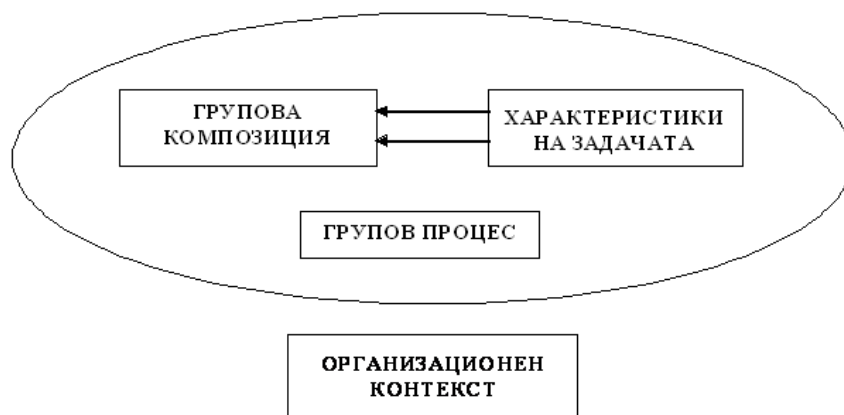 ГРУПОВА
КОМПОЗИЦИЯ
ХАРАКТЕРИСТИКИ
НА ЗАДАЧАТА
ГРУПОВ ПРОЦЕС
ОРГАНИЗАЦИОНЕН
КОНТЕКСТ